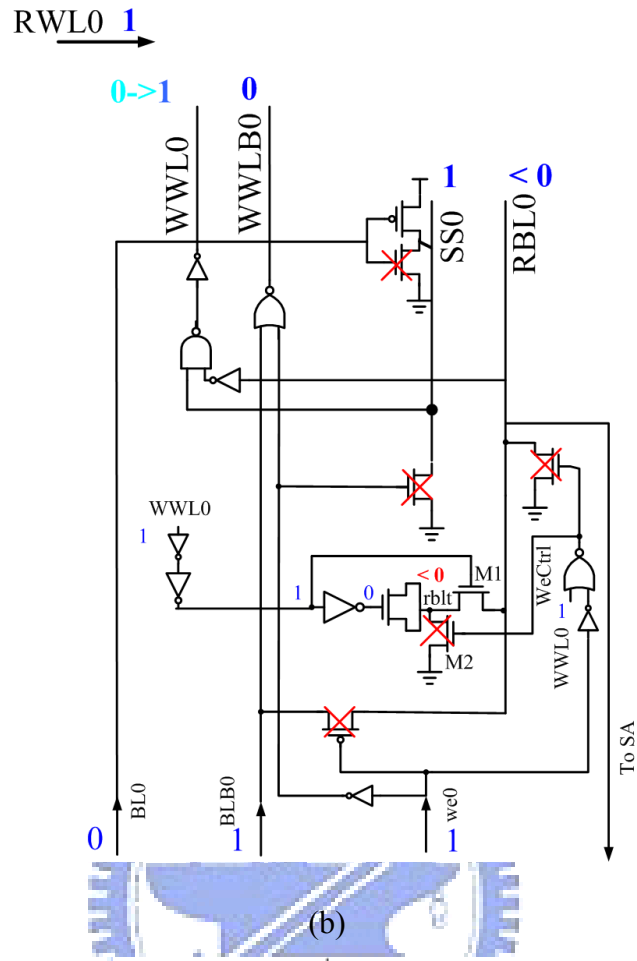 RWL0 1
0->1
0
WWL0
WWLB0
1
< 0
SS0
RBL0
WWL0
1
1
0
< 0
rblt
M1
M2
WeCtrl
1
WWL0
To SA
BL0
BLB0
we0
0
1
1
(b)